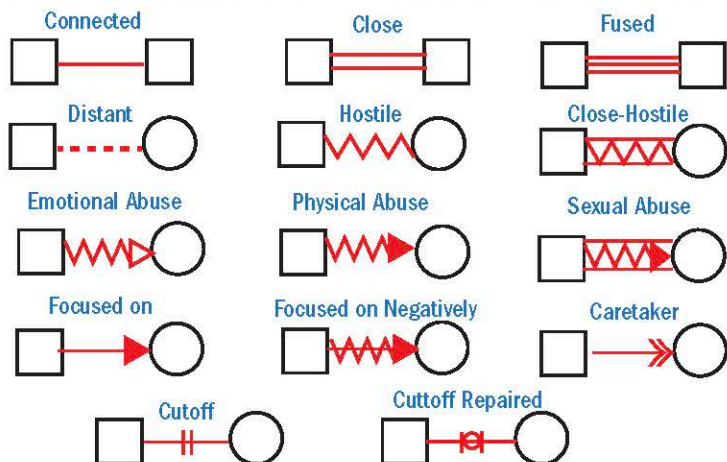 Connected
Close
Fused
Distant
Hostile
Close-Hostile
Emotional Abuse
Physical Abuse
Sexual Abuse
Focused on
Focused on Negatively
Caretaker
Cutoff
Cuttoff Repaired